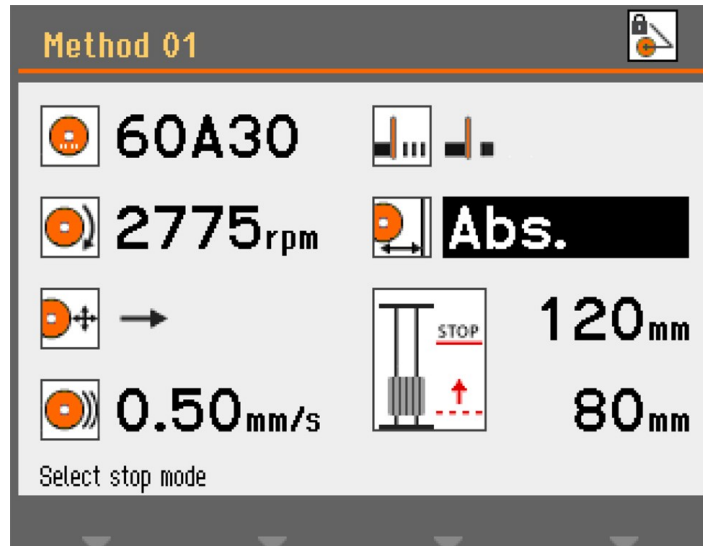 Method 01
60A30
2775rpm
Abs.
STOP
120mm
0.50mm/s
80mm
Select stop mode